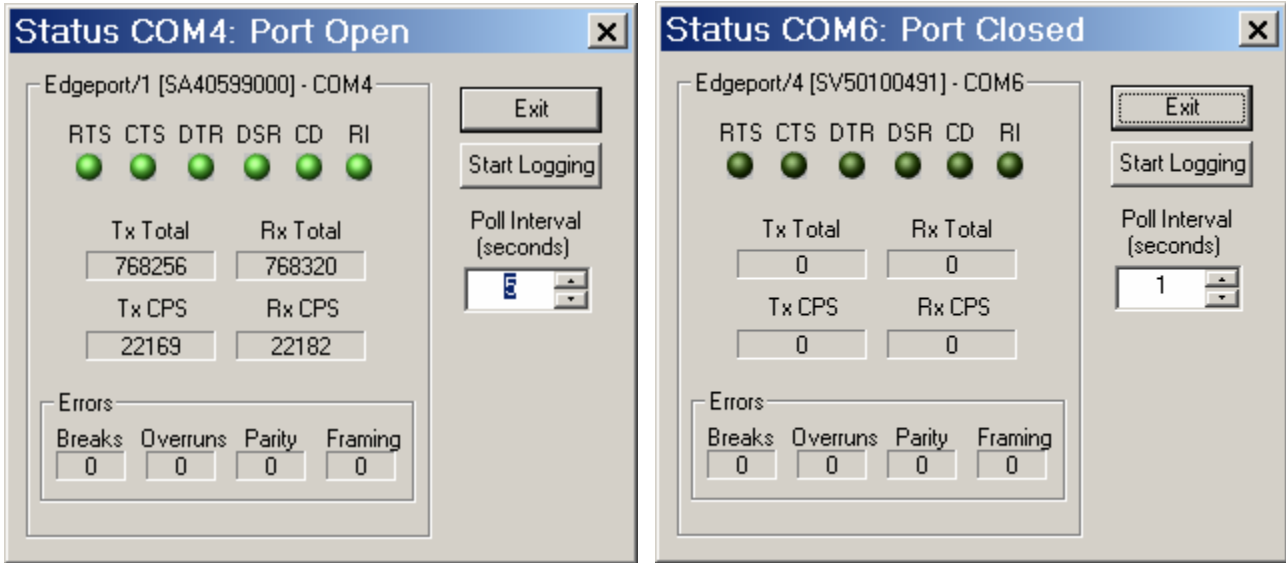 Status COM4: Port Open
Edgeport/1 [SA40599000] - COM4
RTS CTS DTR DSR CD RI
Tx Total Rx Total
768256 768320
Tx CPS Rx CPS
22169 22182
Errors
Breaks Overruns Parity Framing
0 0 0 0
Exit
Start Logging
Poll Interval
(seconds)
5
Status COM6: Port Closed
Edgeport/4 [SV50100491] - COM6
RTS CTS DTR DSR CD RI
Tx Total Rx Total
0 0
Tx CPS Rx CPS
0 0
Errors
Breaks Overruns Parity Framing
0 0 0 0
Exit
Start Logging
Poll Interval
(seconds)
1